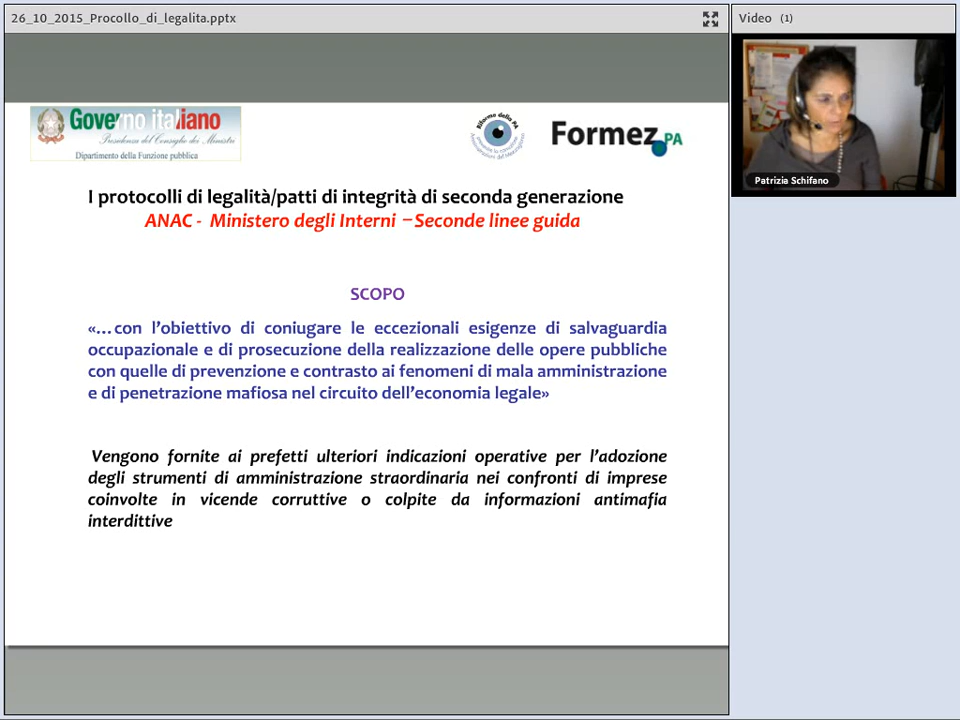 26_10_2015_Procollo_di_legalita.pptx
Video (1)
Governo italiano
Presidenza del Consiglio dei Ministri
Dipartimento della Funzione pubblica
Riforme della PA
Formez PA
Patrizia Schifano
I protocolli di legalità/patti di integrità di seconda generazione
ANAC - Ministero degli Interni –Seconde linee guida
SCOPO
«…con l'obiettivo di coniugare le eccezionali esigenze di salvaguardia
occupazionale e di prosecuzione della realizzazione delle opere pubbliche
con quelle di prevenzione e contrasto ai fenomeni di mala amministrazione
e di penetrazione mafiosa nel circuito dell'economia legale»
Vengono fornite ai prefetti ulteriori indicazioni operative per l'adozione
degli strumenti di amministrazione straordinaria nei confronti di imprese
coinvolte in vicende corruttive o colpite da informazioni antimafia
interdittive